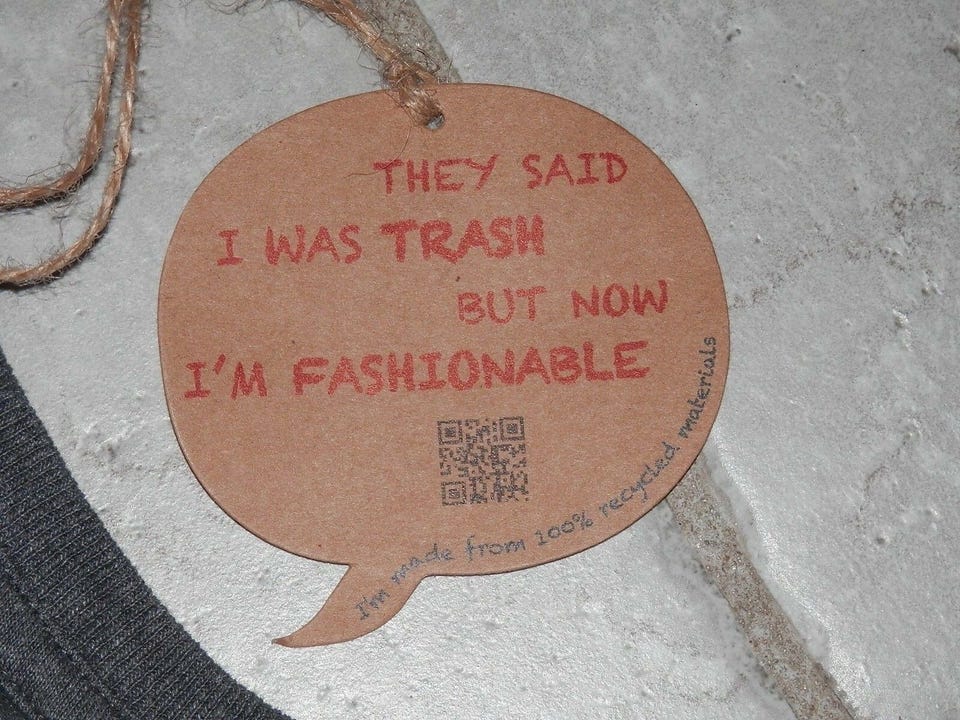 THEY SAID
I WAS TRASH
BUT NOW
I'M FASHIONABLE
I'm made from 100% recycled materials